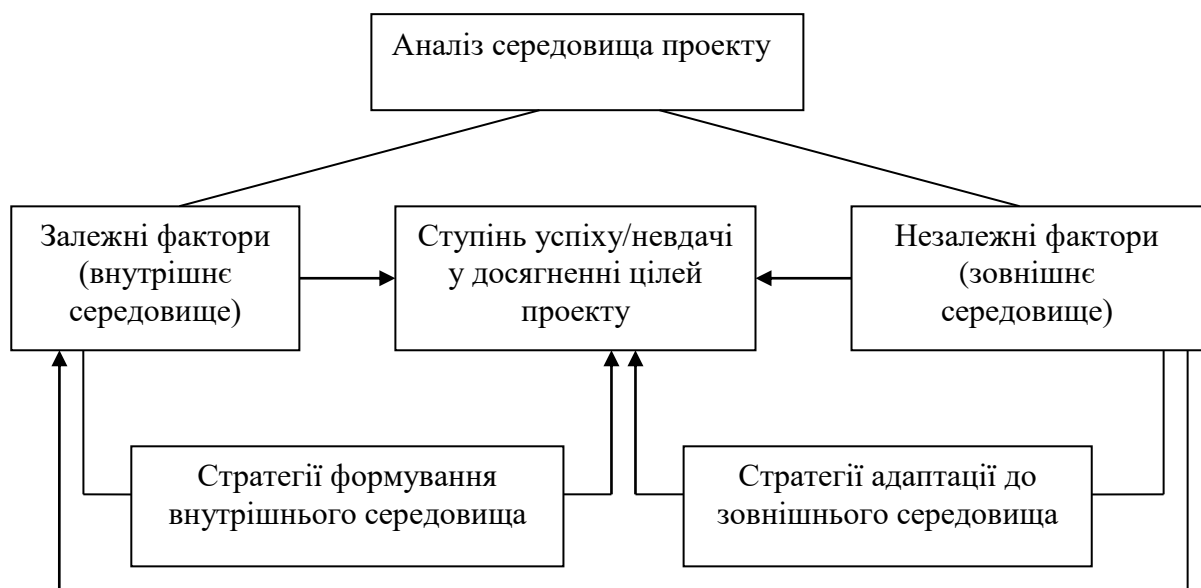 Аналіз середовища проекту
Залежні фактори
(внутрішнє
середовище)
Ступінь успіху/невдачі
у досягненні цілей
проекту
Незалежні фактори
(зовнішнє
середовище)
Стратегії формування
внутрішнього середовища
Стратегії адаптації до
зовнішнього середовища